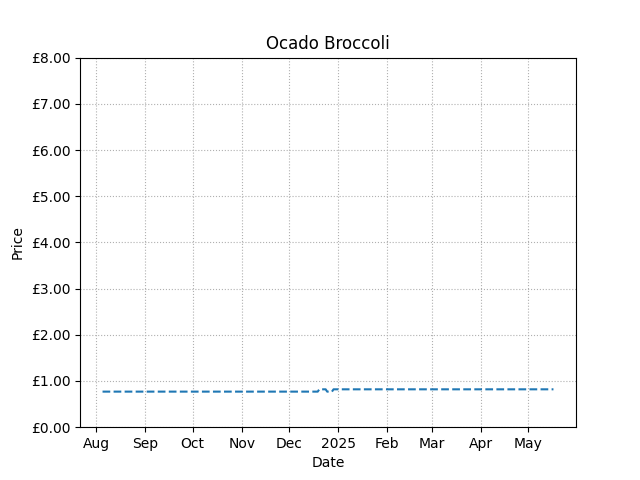 Ocado Broccoli
£8.00
£7.00
£6.00
£5.00
£4.00
£3.00
£2.00
£1.00
£0.00
Price
Aug Sep Oct Nov Dec 2025 Feb Mar Apr May
Date